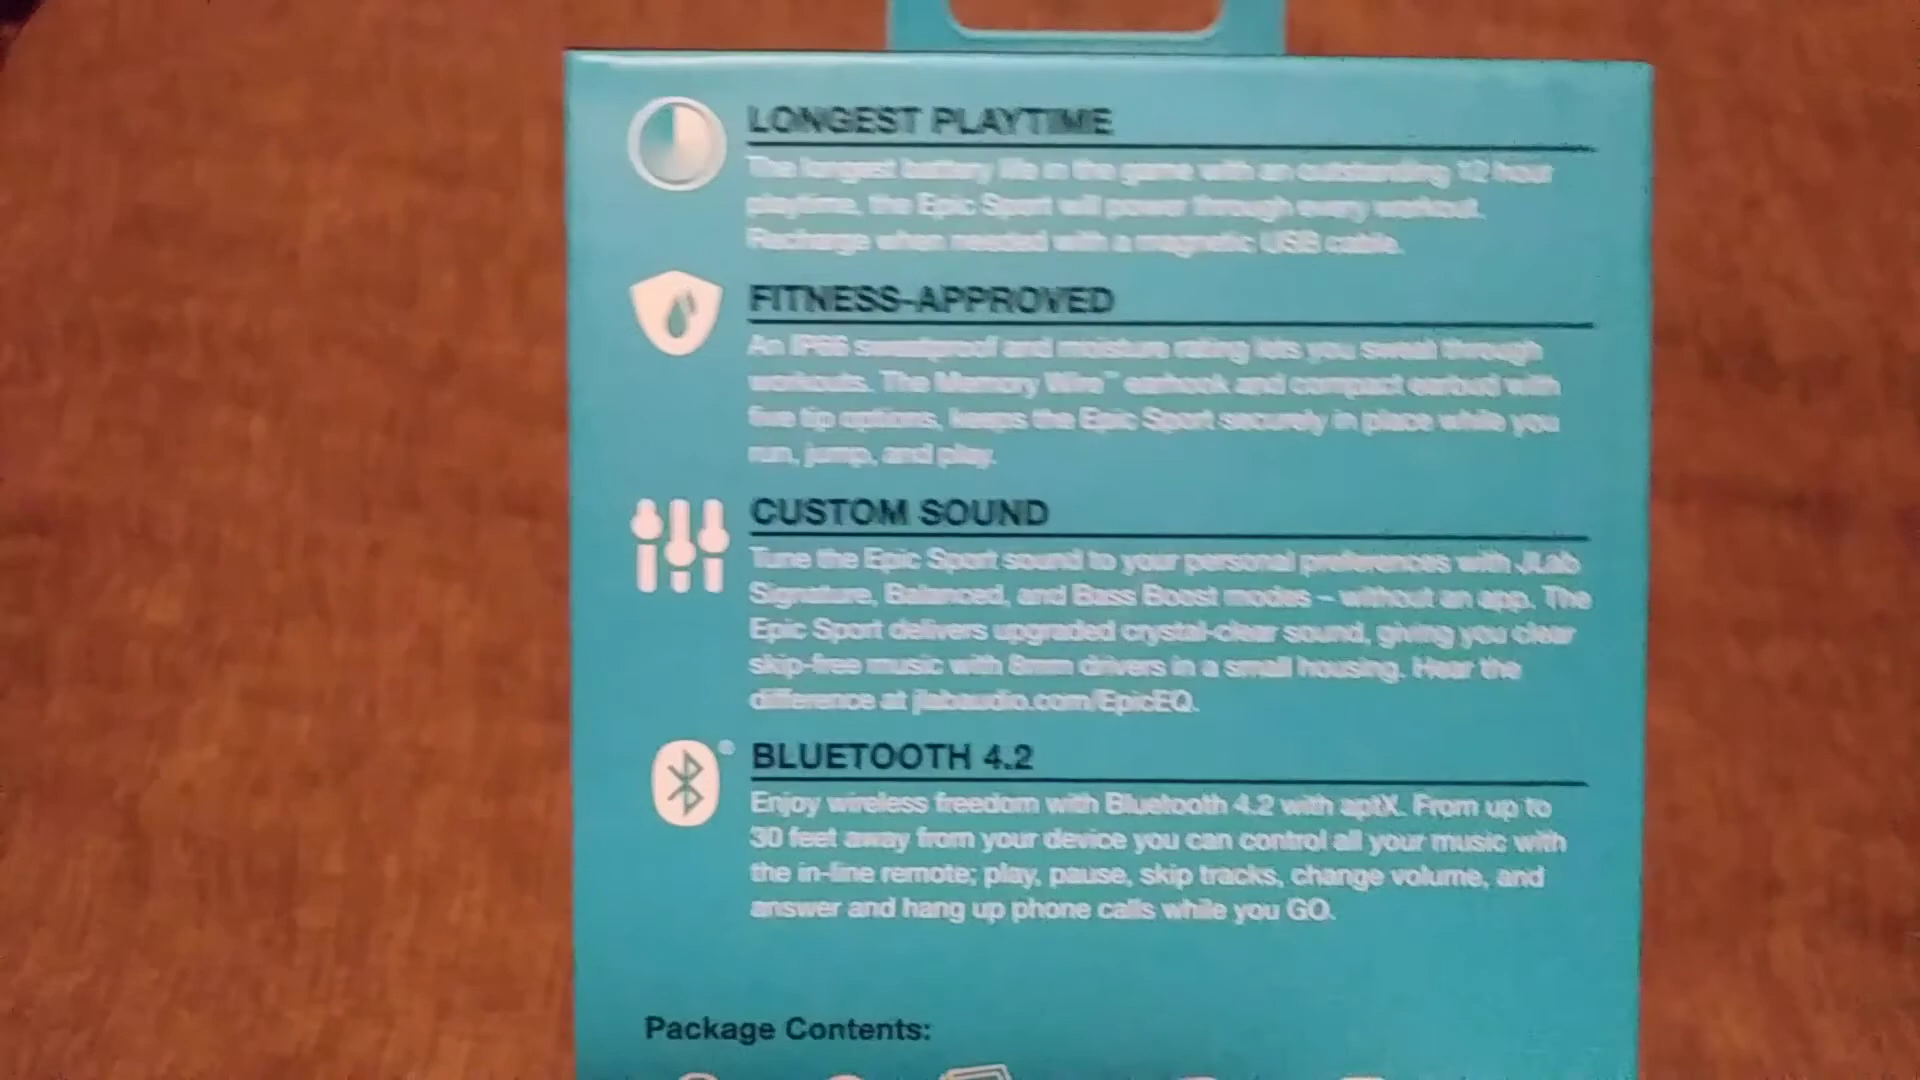 LONGEST PLAYTIME
The longest battery life in the game with an outstanding 12 hour
playtime, the Epic Sport will power through every workout.
Recharge when needed with a magnetic USB cable.
FITNESS-APPROVED
An IP66 sweatproof and moisture rating lets you sweat through
workouts. The Memory Wire™ earhook and compact earbud with
five tip options, keeps the Epic Sport securely in place while you
run, jump, and play.
CUSTOM SOUND
Tune the Epic Sport sound to your personal preferences with JLab
Signature, Balanced, and Bass Boost modes – without an app. The
Epic Sport delivers upgraded crystal-clear sound, giving you clear
skip-free music with 8mm drivers in a small housing. Hear the
difference at jlabaudio.com/EpicEQ.
®
BLUETOOTH 4.2
Enjoy wireless freedom with Bluetooth 4.2 with aptX. From up to
30 feet away from your device you can control all your music with
the in-line remote; play, pause, skip tracks, change volume, and
answer and hang up phone calls while you GO.
Package Contents: